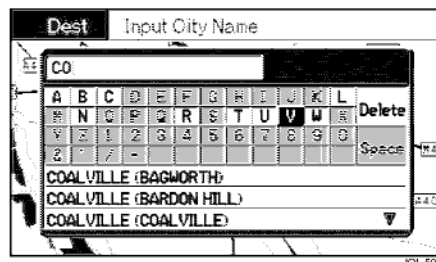 Dest Input City Name
CO
A B C D E F G H I J K L
M N O P Q R S T U V W X Delete
Y Z 1 2 3 4 5 6 7 8 9 0
& ' / - Space
COALVILLE (BAGWORTH)
COALVILLE (BARDON HILL)
COALVILLE (COALVILLE)